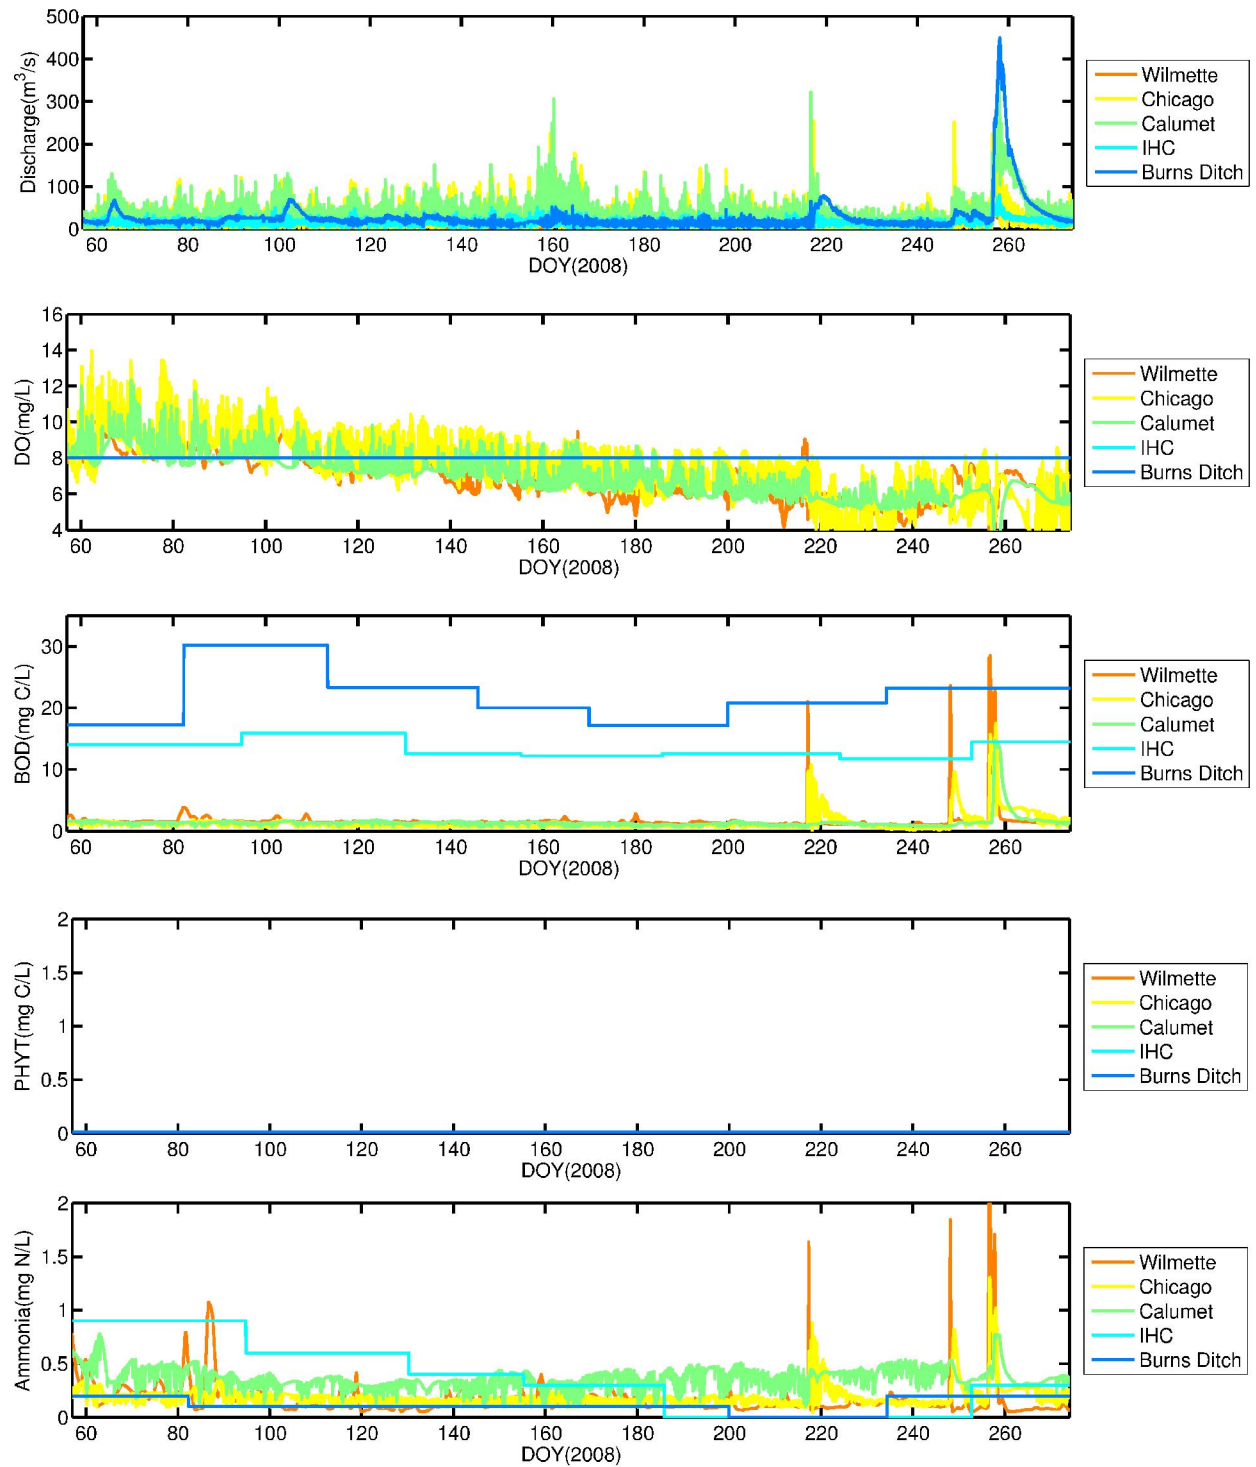 500
400
300
200
100
0
Discharge(m³/s)
60 80 100 120 140 160 180 200 220 240 260
DOY(2008)
Wilmette
Chicago
Calumet
IHC
Burns Ditch
16
14
12
10
8
6
4
DO(mg/L)
60 80 100 120 140 160 180 200 220 240 260
DOY(2008)
Wilmette
Chicago
Calumet
IHC
Burns Ditch
30
20
10
0
BOD(mg C/L)
60 80 100 120 140 160 180 200 220 240 260
DOY(2008)
Wilmette
Chicago
Calumet
IHC
Burns Ditch
2
1.5
1
0.5
0
PHYT(mg C/L)
60 80 100 120 140 160 180 200 220 240 260
DOY(2008)
Wilmette
Chicago
Calumet
IHC
Burns Ditch
2
1.5
1
0.5
0
Ammonia(mg N/L)
60 80 100 120 140 160 180 200 220 240 260
DOY(2008)
Wilmette
Chicago
Calumet
IHC
Burns Ditch